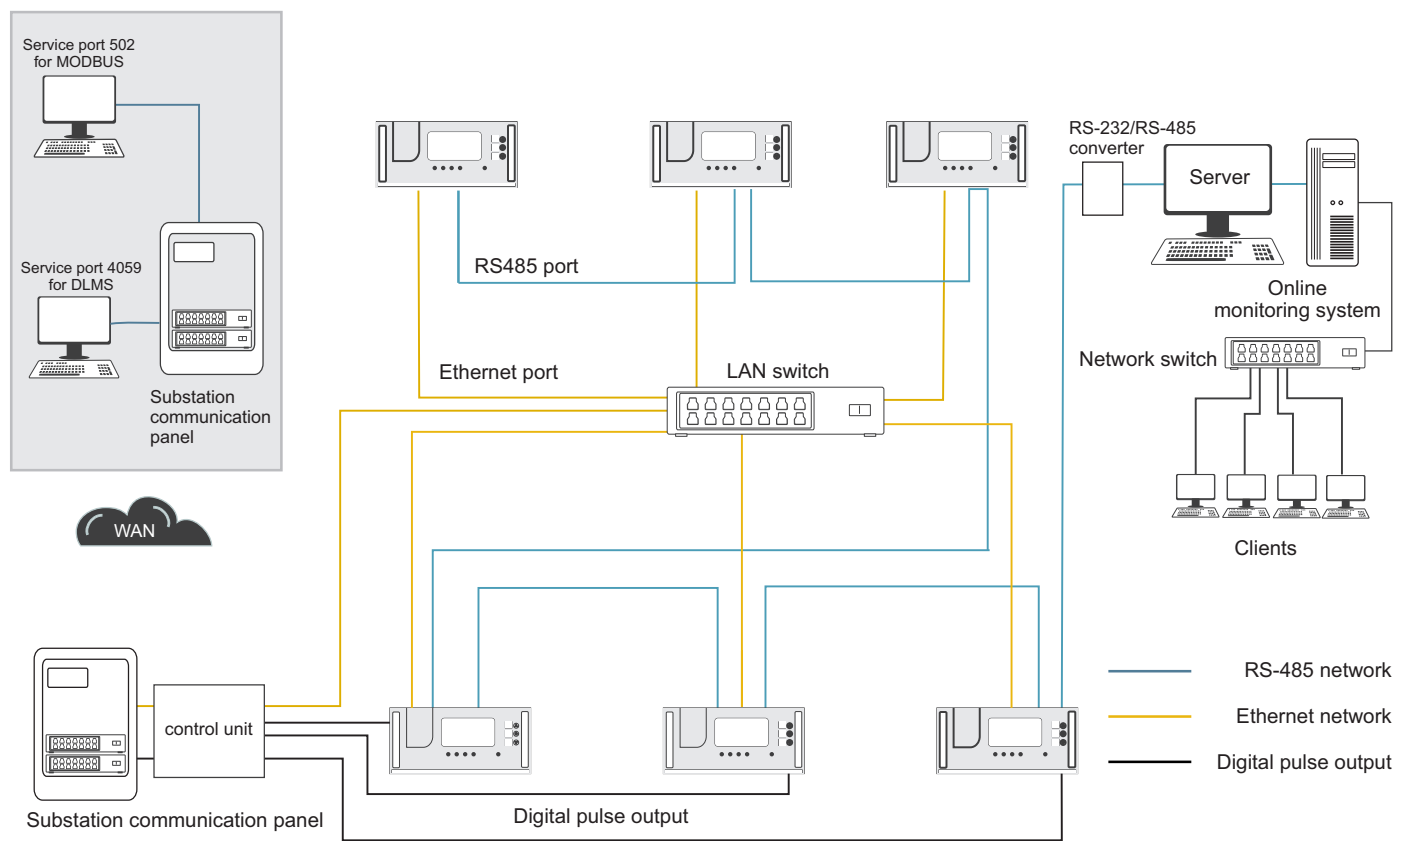 Service port 502
for MODBUS
Service port 4059
for DLMS
Substation
communication
panel
WAN
RS485 port
Ethernet port
LAN switch
RS-232/RS-485
converter
Server
Online
monitoring system
Network switch
Clients
control unit
Substation communication panel
Digital pulse output
RS-485 network
Ethernet network
Digital pulse output